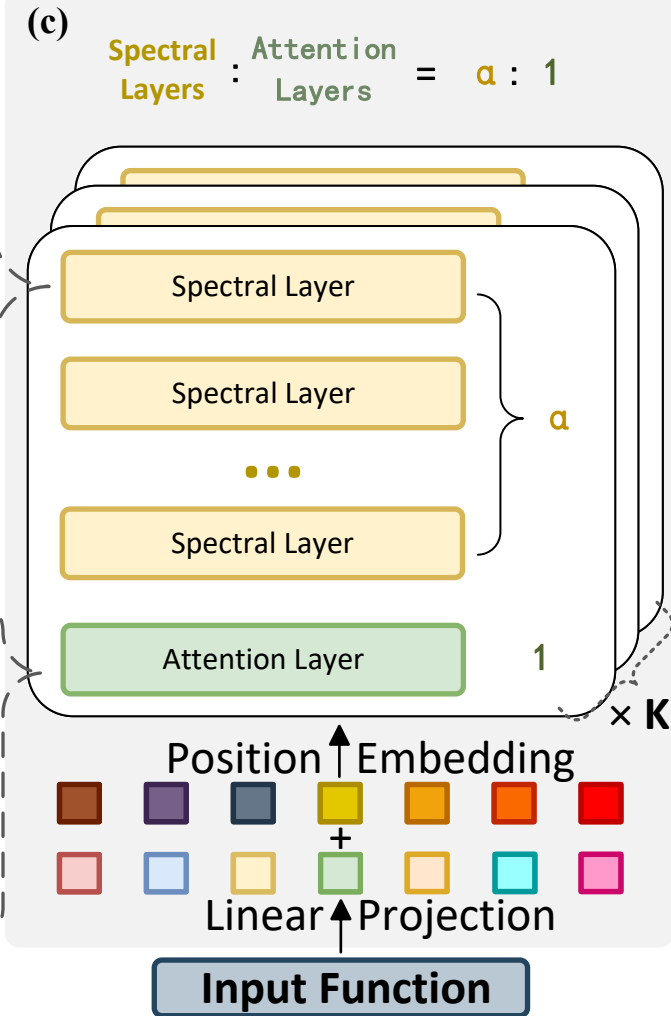 (c)
Spectral Layers : Attention Layers = α : 1
Spectral Layer
Spectral Layer
α
...
Spectral Layer
Attention Layer 1
× K
Position Embedding
+
Linear Projection
Input Function